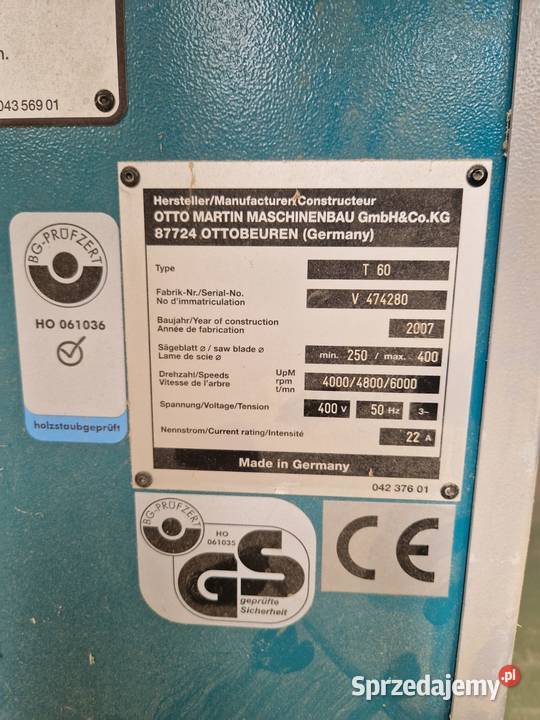 n.
043 569 01
BG-PRÜFZERT
HO 061036
holzstaubgeprüft
Hersteller/Manufacturer/Constructeur
OTTO MARTIN MASCHINENBAU GmbH&Co.KG
87724 OTTOBEUREN (Germany)
Type T 60
Fabrik-Nr./Serial-No.
No d'immatriculation V 474280
Baujahr/Year of construction
Année de fabrication 2007
Sägeblatt ø / saw blade ø
Lame de scie ø min. 250 / max. 400
Drehzahl/Speeds UpM
Vitesse de l'arbre rpm 4000/4800/6000
t/mn
Spannung/Voltage/Tension 400 V 50 Hz 3~
Nennstrom/Current rating/Intensité 22 A
Made in Germany
042 376 01
BG-PRÜFZERT
HO
061035
GS
geprüfte
Sicherheit
CE
Sprzedajemy.pl